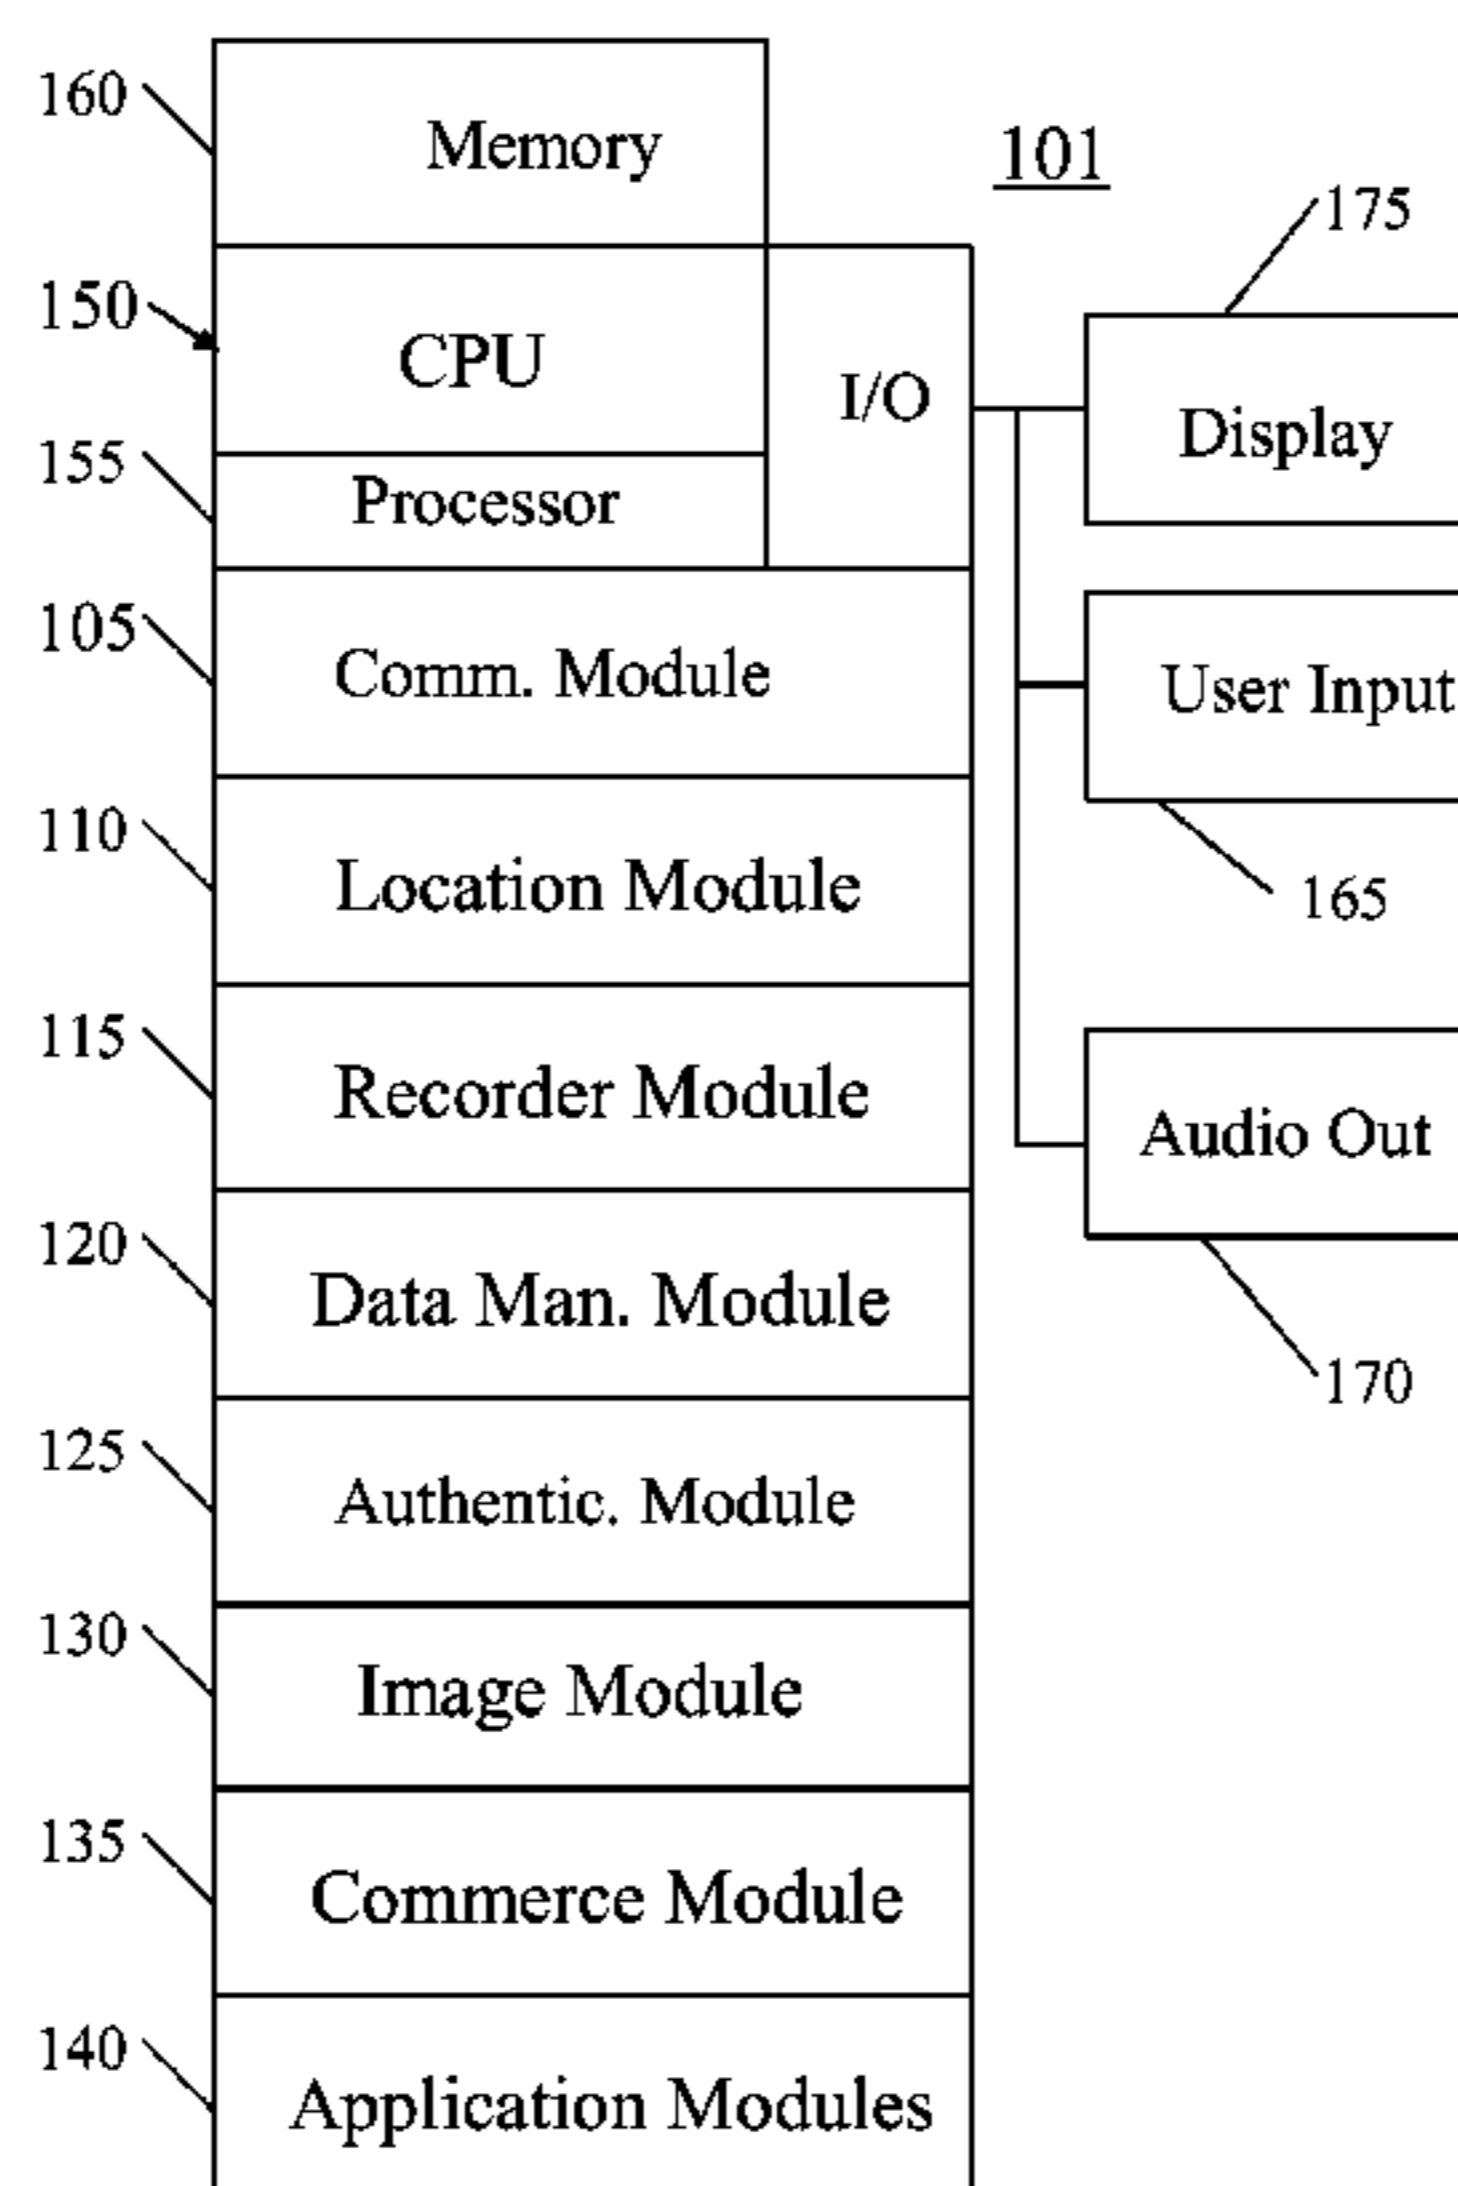 160
Memory
101
175
150
CPU
I/O
Display
155
Processor
105
Comm. Module
User Input
110
Location Module
165
115
Recorder Module
Audio Out
120
Data Man. Module
170
125
Authentic. Module
130
Image Module
135
Commerce Module
140
Application Modules